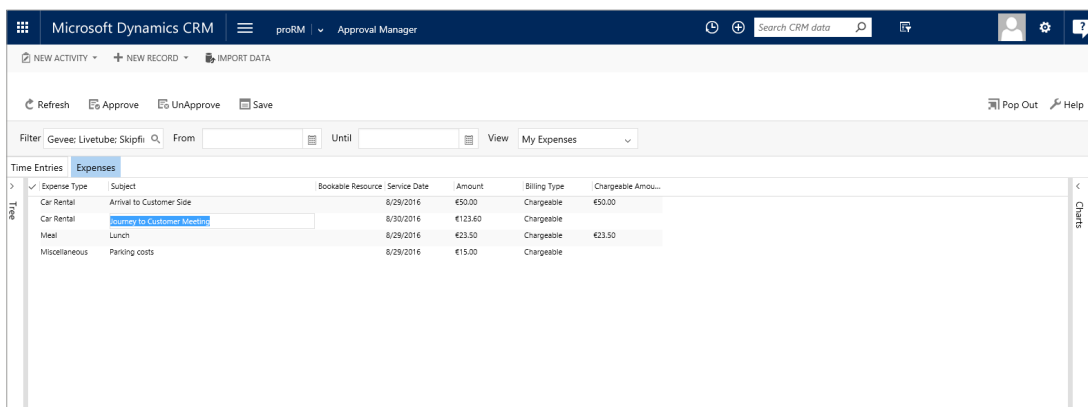 Microsoft Dynamics CRM proRM Approval Manager Search CRM data ?
NEW ACTIVITY NEW RECORD IMPORT DATA
Refresh Approve UnApprove Save Pop Out Help
Filter Gevee; Livetube; Skipfi From Until View My Expenses
Time Entries Expenses
Expense Type Subject Bookable Resource Service Date Amount Billing Type Chargeable Amou...
Car Rental Arrival to Customer Side 8/29/2016 €50.00 Chargeable €50.00
Car Rental Journey to Customer Meeting 8/30/2016 €123.60 Chargeable
Meal Lunch 8/29/2016 €23.50 Chargeable €23.50
Miscellaneous Parking costs 8/29/2016 €15.00 Chargeable
Tree
Charts